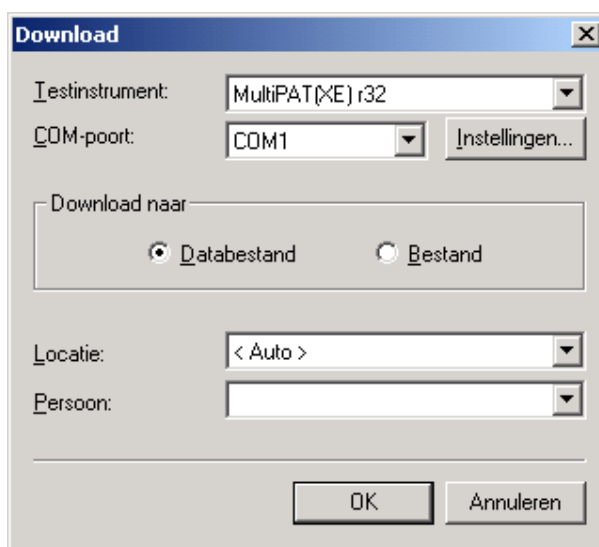 Download
Testinstrument: MultiPAT(XE) r32
COM-poort: COM1 Instellingen...
Download naar
Databestand Bestand
Locatie: < Auto >
Persoon:
OK Annuleren